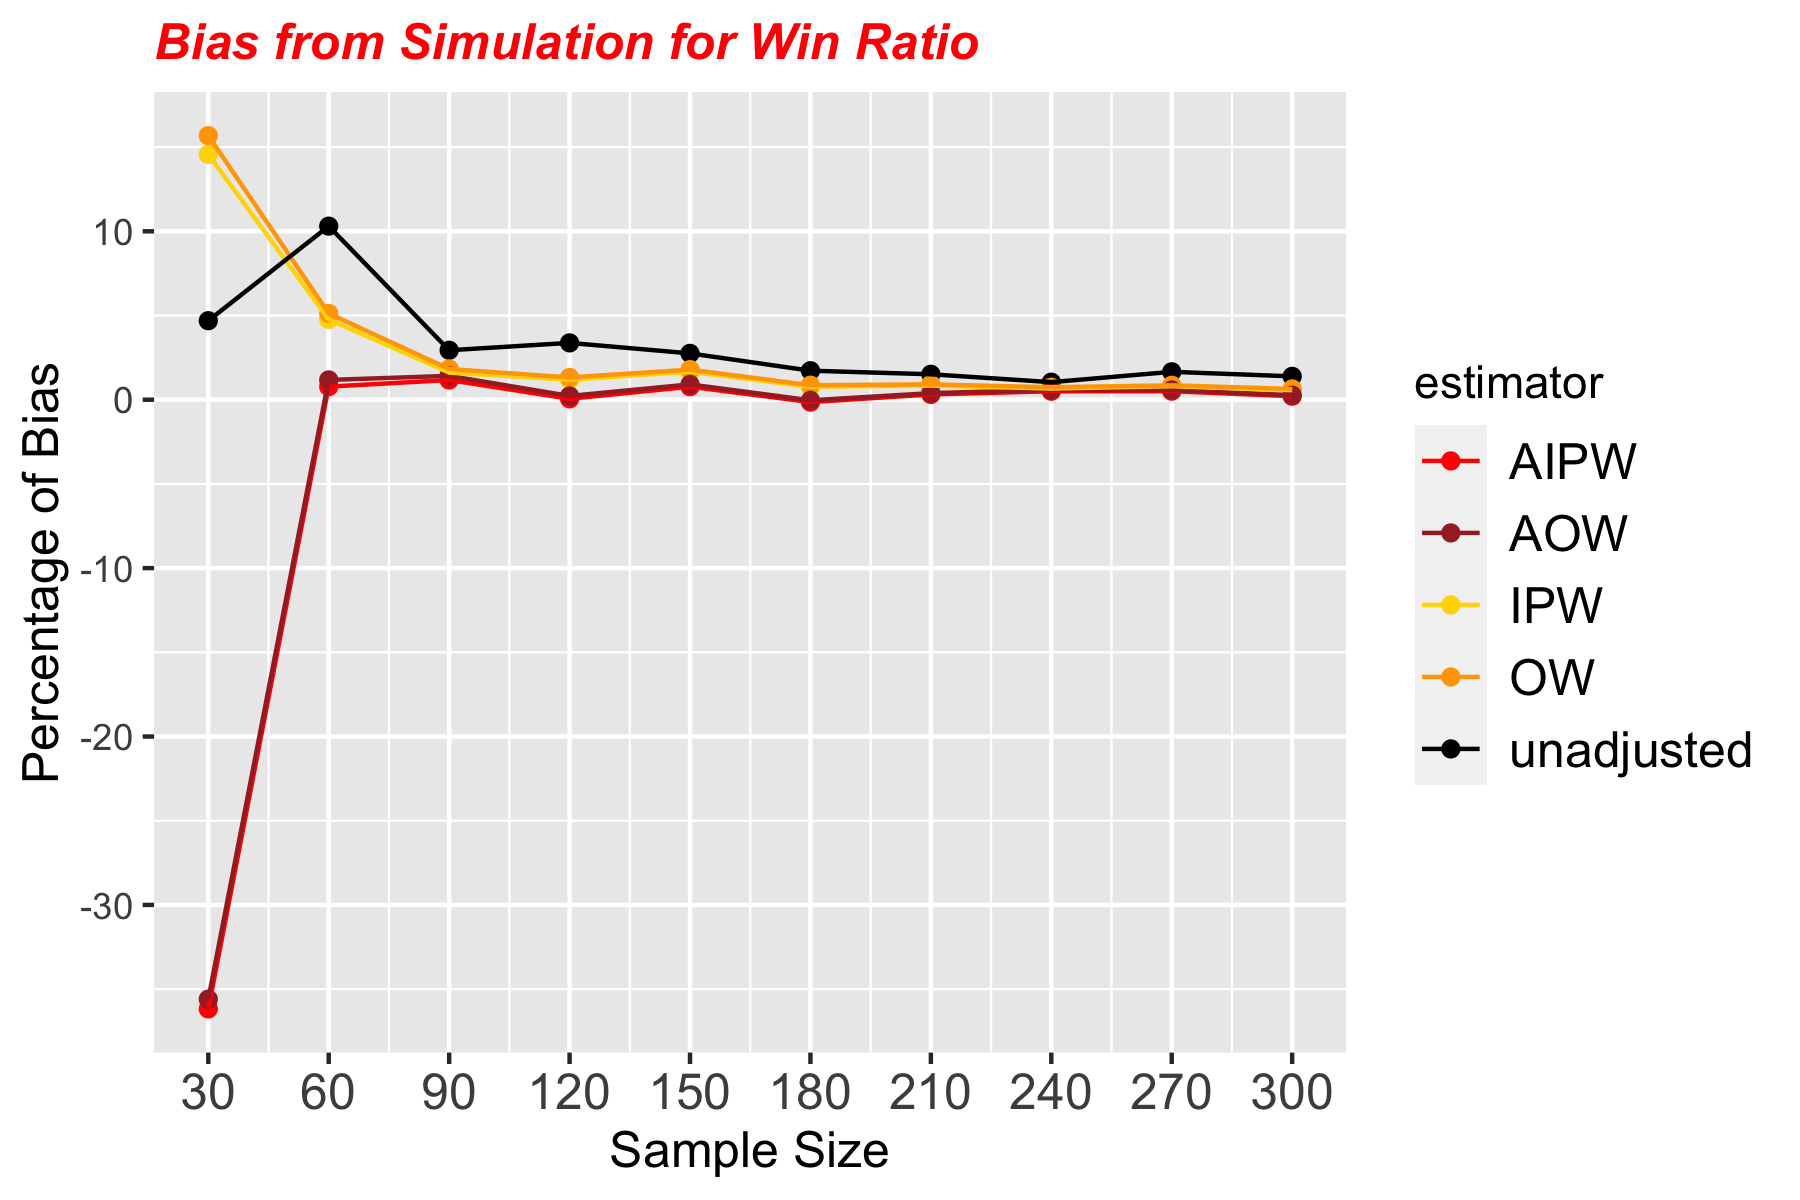 Bias from Simulation for Win Ratio
Percentage of Bias
10
0
-10
-20
-30
30 60 90 120 150 180 210 240 270 300
Sample Size
estimator
AIPW
AOW
IPW
OW
unadjusted